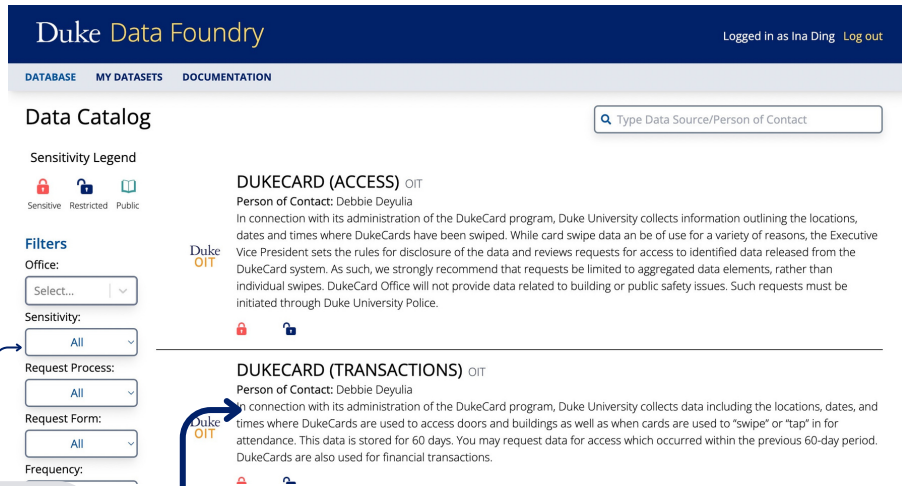 Duke Data Foundry
Logged in as Ina Ding Log out
DATABASE MY DATASETS DOCUMENTATION
Data Catalog
Type Data Source/Person of Contact
Sensitivity Legend
Sensitive Restricted Public
Filters
Office:
Select...
Sensitivity:
All
Request Process:
All
Request Form:
All
Frequency:
Duke
OIT
DUKECARD (ACCESS) OIT
Person of Contact: Debbie Deyulia
In connection with its administration of the DukeCard program, Duke University collects information outlining the locations,
dates and times where DukeCards have been swiped. While card swipe data an be of use for a variety of reasons, the Executive
Vice President sets the rules for disclosure of the data and reviews requests for access to identified data released from the
DukeCard system. As such, we strongly recommend that requests be limited to aggregated data elements, rather than
individual swipes. DukeCard Office will not provide data related to building or public safety issues. Such requests must be
initiated through Duke University Police.
Duke
OIT
DUKECARD (TRANSACTIONS) OIT
Person of Contact: Debbie Deyulia
In connection with its administration of the DukeCard program, Duke University collects data including the locations, dates, and
times where DukeCards are used to access doors and buildings as well as when cards are used to “swipe” or “tap” in for
attendance. This data is stored for 60 days. You may request data for access which occurred within the previous 60-day period.
DukeCards are also used for financial transactions.